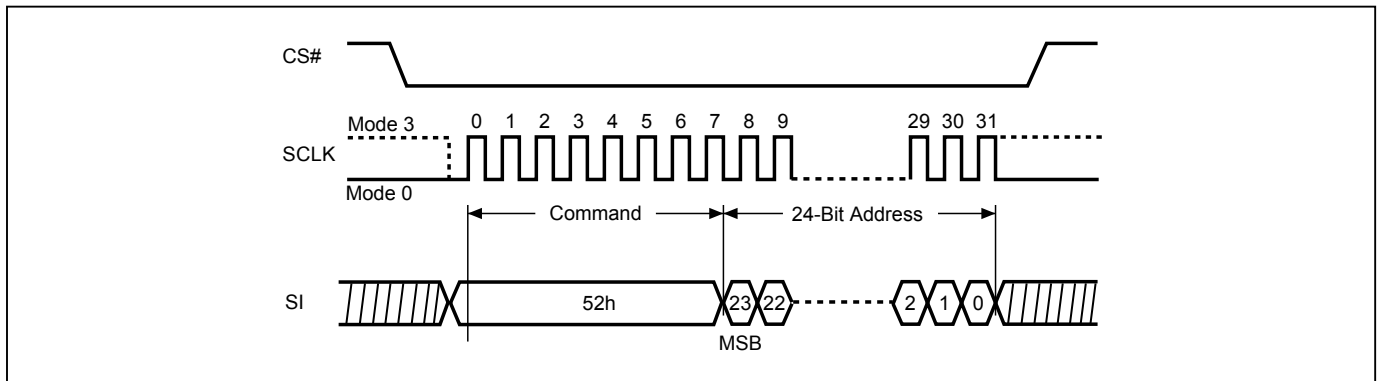 CS#
Mode 3
0 1 2 3 4 5 6 7 8 9 29 30 31
SCLK
Mode 0
Command 24-Bit Address
SI 52h 23 22 2 1 0
MSB